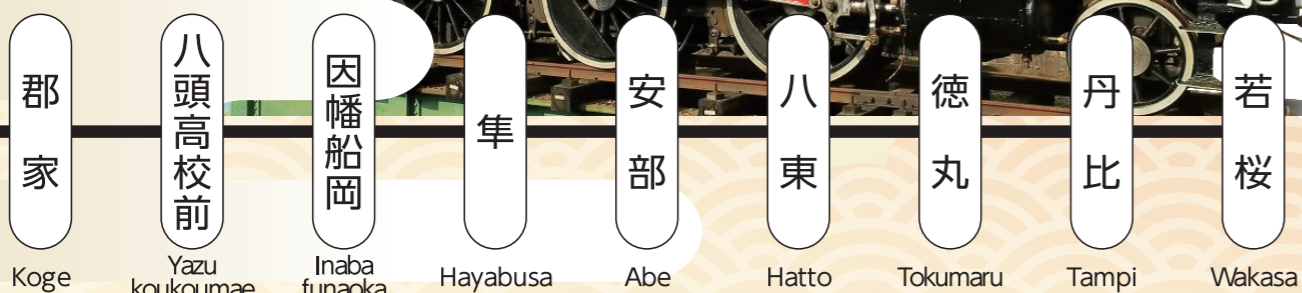 郡家
八頭高校前
因幡船岡
隼
安部
八東
徳丸
丹比
若桜
Koge
Yazu
koukoumae
Inaba
funaoka
Hayabusa
Abe
Hatto
Tokumaru
Tampi
Wakasa